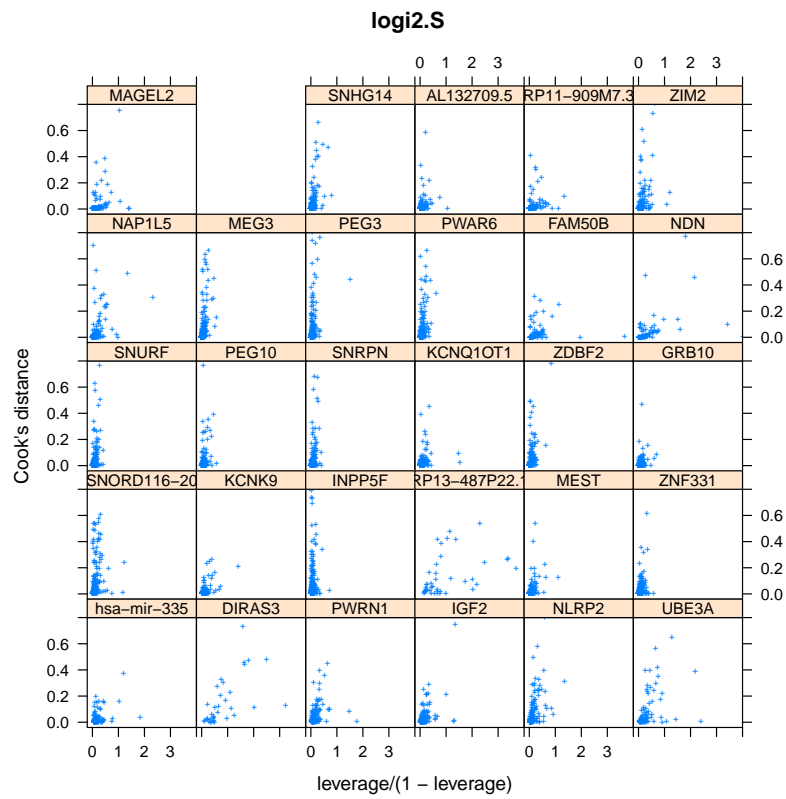 logi2.S
0 1 2 3
0 1 2 3
MAGEL2
SNHG14
AL132709.5
RP11−909M7.3
ZIM2
0.6
0.4
0.2
0.0
NAP1L5
MEG3
PEG3
PWAR6
FAM50B
NDN
0.6
0.4
0.2
0.0
SNURF
PEG10
SNRPN
KCNQ1OT1
ZDBF2
GRB10
0.6
0.4
0.2
0.0
SNORD116−20
KCNK9
INPP5F
RP13−487P22.1
MEST
ZNF331
0.6
0.4
0.2
0.0
hsa−mir−335
DIRAS3
PWRN1
IGF2
NLRP2
UBE3A
0.6
0.4
0.2
0.0
0 1 2 3
0 1 2 3
0 1 2 3
Cook's distance
leverage/(1 − leverage)